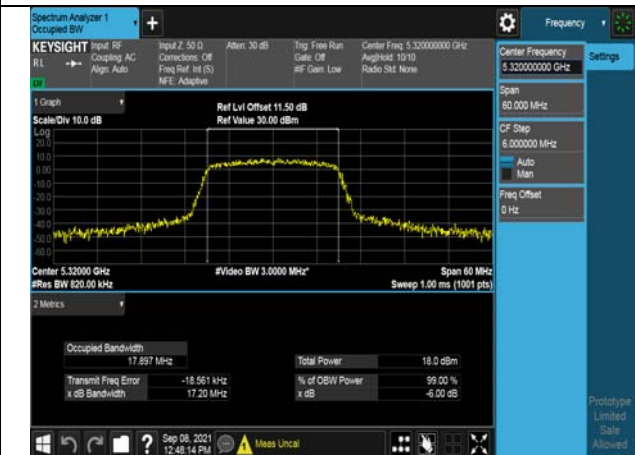 Spectrum Analyzer 1
Occupied BW
+
Frequency
KEYSIGHT
RL
Input: RF
Coupling: AC
Align: Auto
Input Z: 50 Ω
Corrections: Off
Freq Ref: Int (S)
NFE: Adaptive
Atten: 30 dB
Trig: Free Run
Gate: Off
#IF Gain: Low
Center Freq: 5.320000000 GHz
Avg|Hold: 10/10
Radio Std: None
Center Frequency
5.320000000 GHz
Settings
Span
60.000 MHz
CF Step
6.000000 MHz
Auto
Man
Freq Offset
0 Hz
1 Graph
Scale/Div 10.0 dB
Ref Lvl Offset 11.50 dB
Ref Value 30.00 dBm
Log
20.0
10.0
0.00
-10.0
-20.0
-30.0
-40.0
-50.0
-60.0
Center 5.32000 GHz
#Res BW 820.00 kHz
#Video BW 3.0000 MHz*
Span 60 MHz
Sweep 1.00 ms (1001 pts)
2 Metrics
Occupied Bandwidth
17.897 MHz
Total Power 18.0 dBm
Transmit Freq Error -18.561 kHz
% of OBW Power 99.00 %
x dB Bandwidth 17.20 MHz
x dB -6.00 dB
Prototype
Limited
Sale
Allowed
?
Sep 08, 2021
12:48:14 PM
Meas Uncal